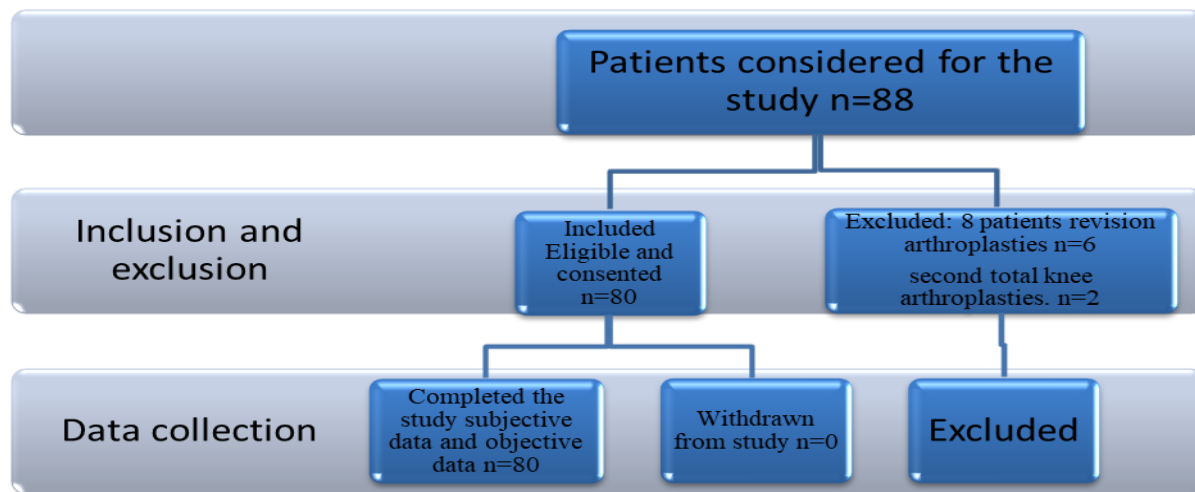 Patients considered for the
study n=88
Inclusion and
exclusion
Included
Eligible and
consented
n=80
Excluded: 8 patients revision
arthroplasties n=6
second total knee
arthroplasties. n=2
Data collection
Completed the
study subjective
data and objective
data n=80
Withdrawn
from study n=0
Excluded